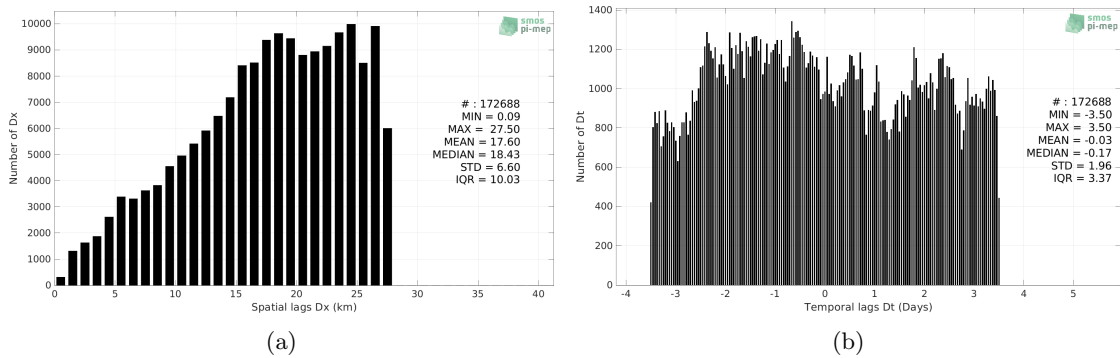 smos
pi-mep
10000
9000
8000
7000
6000
5000
4000
3000
2000
1000
0
Number of Dx
# : 172688
MIN = 0.09
MAX = 27.50
MEAN = 17.60
MEDIAN = 18.43
STD = 6.60
IQR = 10.03
0 5 10 15 20 25 30 35 40
Spatial lags Dx (km)
(a)
smos
pi-mep
1400
1200
1000
800
600
400
200
0
Number of Dt
# : 172688
MIN = -3.50
MAX = 3.50
MEAN = -0.03
MEDIAN = -0.17
STD = 1.96
IQR = 3.37
-4 -3 -2 -1 0 1 2 3 4 5
Temporal lags Dt (Days)
(b)